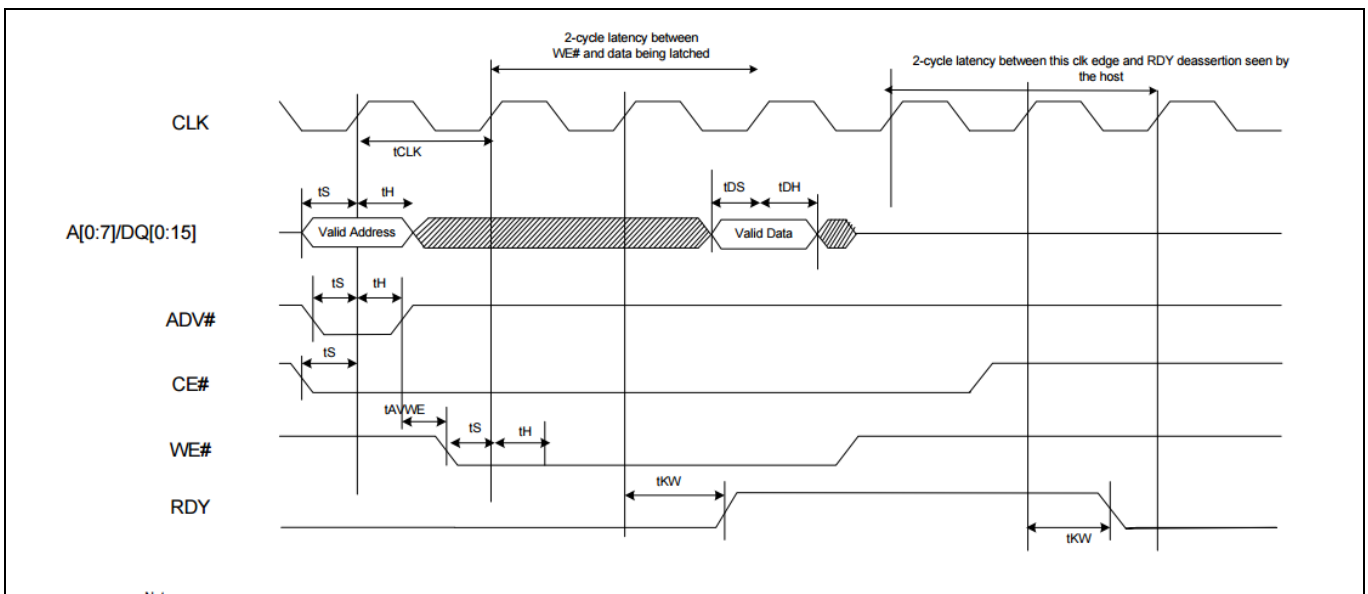 2-cycle latency between
WE# and data being latched
2-cycle latency between this clk edge and RDY deassertion seen by
the host
CLK
tCLK
tS tH tDS tDH
A[0:7]/DQ[0:15] Valid Address Valid Data
tS tH
ADV#
tS
CE#
tAVWE
tS tH
WE#
tKW
RDY
tKW